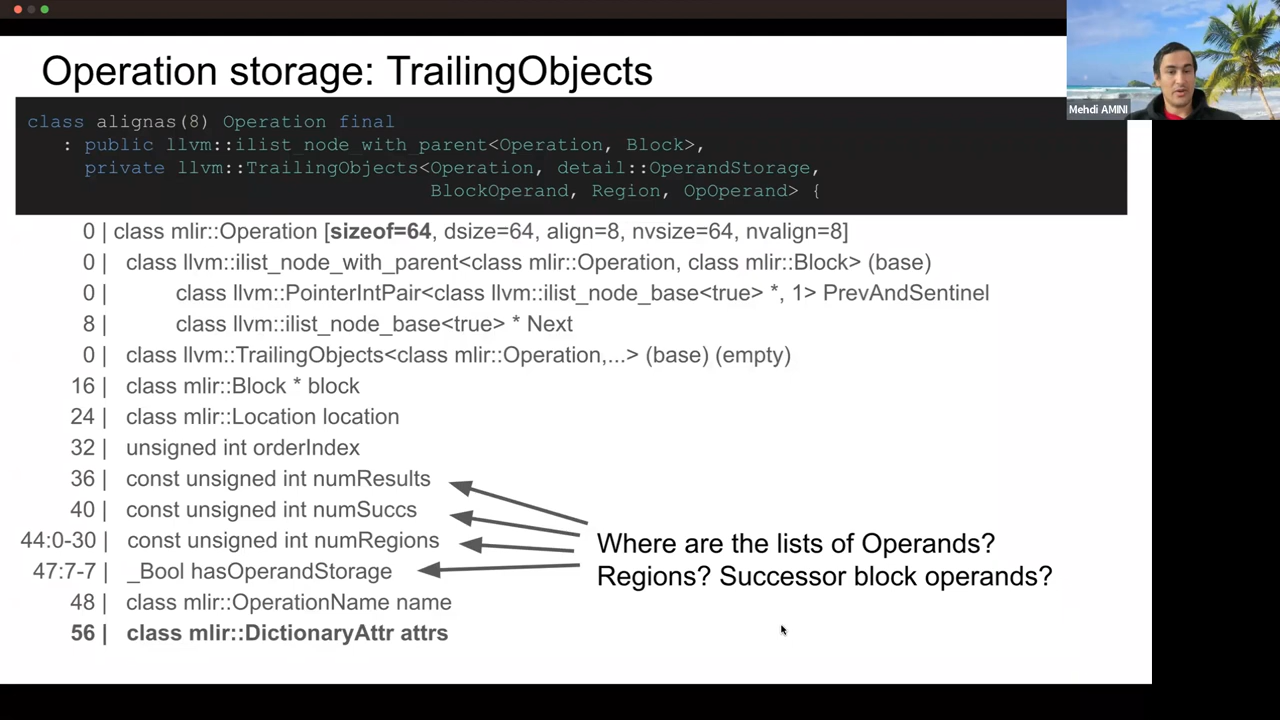 Operation storage: TrailingObjects
Mehdi AMINI
class alignas(8) Operation final
: public llvm::ilist_node_with_parent<Operation, Block>,
private llvm::TrailingObjects<Operation, detail::OperandStorage,
BlockOperand, Region, OpOperand> {
0 | class mlir::Operation [sizeof=64, dsize=64, align=8, nvsize=64, nvalign=8]
0 | class llvm::ilist_node_with_parent<class mlir::Operation, class mlir::Block> (base)
0 | class llvm::PointerIntPair<class llvm::ilist_node_base<true> *, 1> PrevAndSentinel
8 | class llvm::ilist_node_base<true> * Next
0 | class llvm::TrailingObjects<class mlir::Operation,...> (base) (empty)
16 | class mlir::Block * block
24 | class mlir::Location location
32 | unsigned int orderIndex
36 | const unsigned int numResults
40 | const unsigned int numSuccs
44:0-30 | const unsigned int numRegions
47:7-7 | _Bool hasOperandStorage
48 | class mlir::OperationName name
56 | class mlir::DictionaryAttr attrs
Where are the lists of Operands?
Regions? Successor block operands?